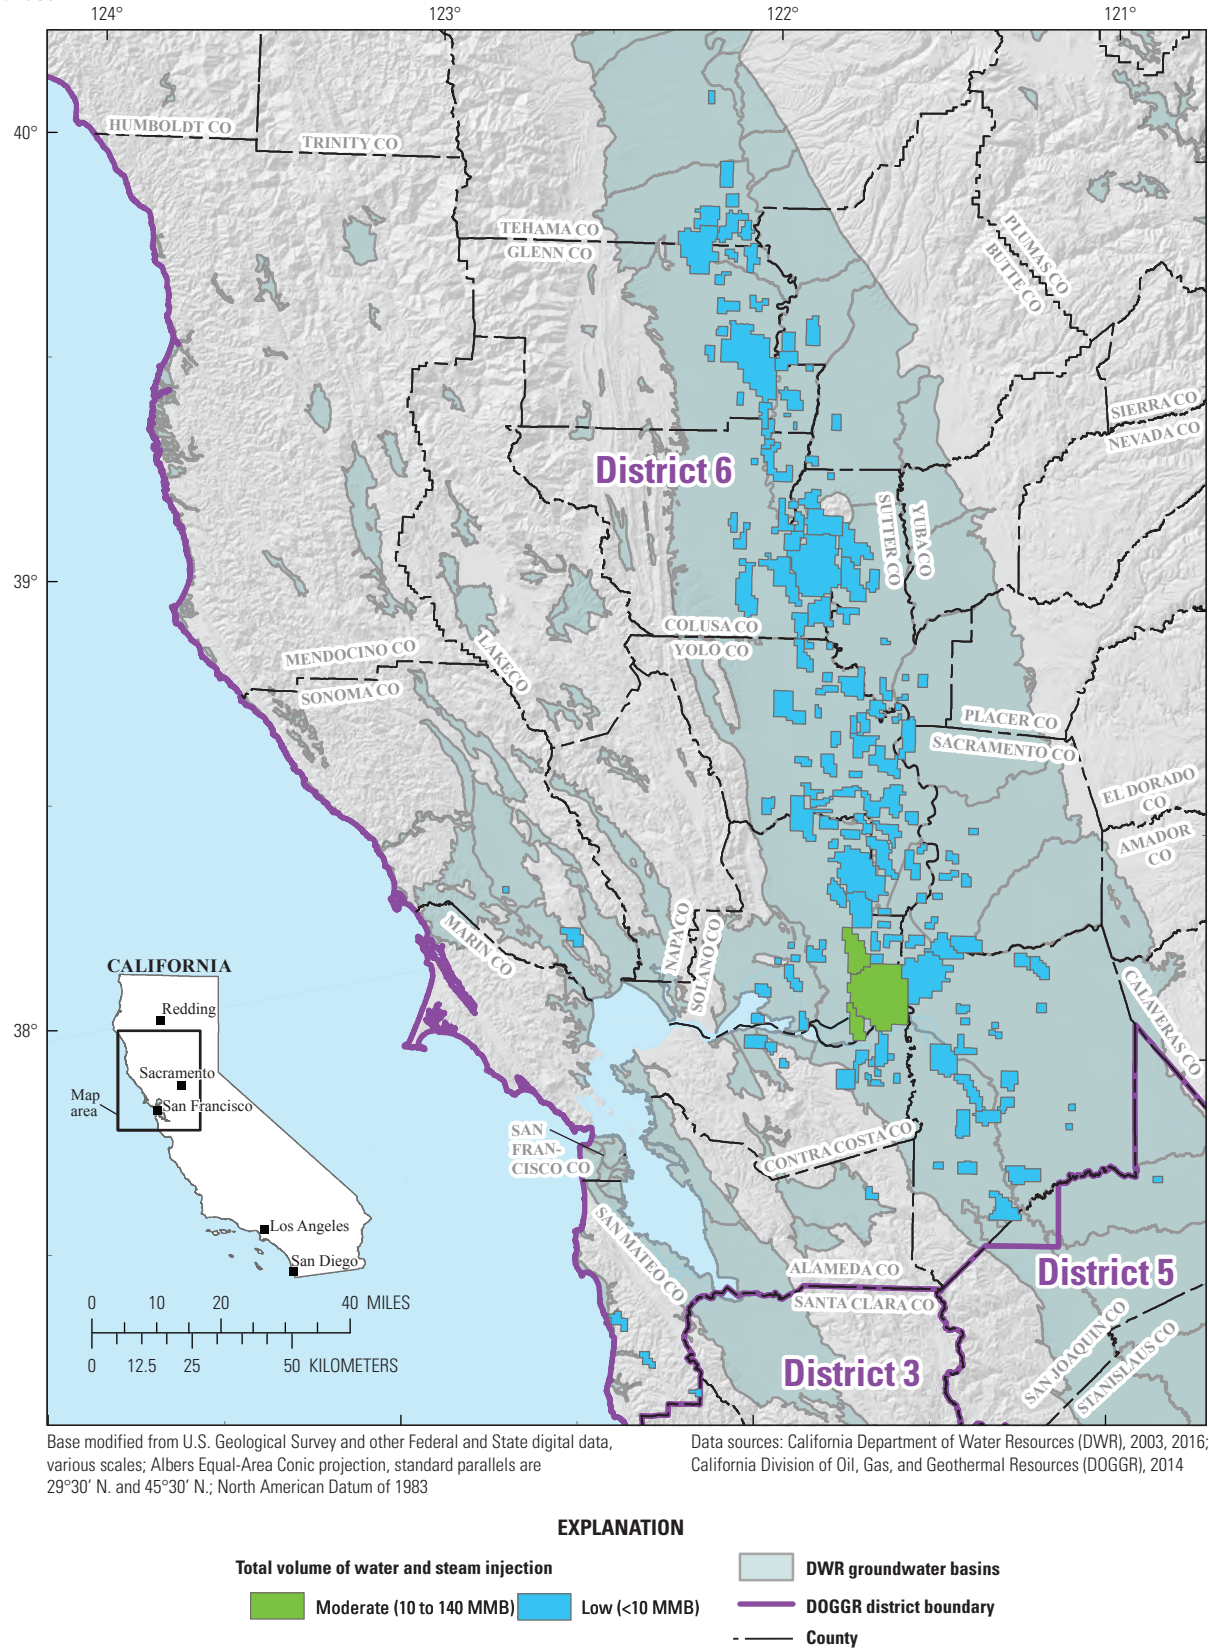 124°
123°
122°
121°
40°
39°
38°
HUMBOLDT CO
TRINITY CO
TEHAMA CO
GLENN CO
PLUMAS CO
BUTTE CO
SIERRA CO
NEVADA CO
District 6
SUTTER CO
YUBA CO
COLUSA CO
YOLO CO
LAKE CO
MENDOCINO CO
SONOMA CO
PLACER CO
SACRAMENTO CO
EL DORADO
CO
AMADOR
CO
NAPA CO
SOLANO CO
MARIN CO
CALAVERAS CO
CALIFORNIA
Redding
Sacramento
Map
area
San Francisco
Los Angeles
San Diego
SAN
FRAN-
CISCO CO
CONTRA COSTA CO
SAN MATEO CO
ALAMEDA CO
SANTA CLARA CO
District 5
District 3
SAN JOAQUIN CO
STANISLAUS CO
0 10 20 40 MILES
0 12.5 25 50 KILOMETERS
Base modified from U.S. Geological Survey and other Federal and State digital data,
various scales; Albers Equal-Area Conic projection, standard parallels are
29°30′ N. and 45°30′ N.; North American Datum of 1983
Data sources: California Department of Water Resources (DWR), 2003, 2016;
California Division of Oil, Gas, and Geothermal Resources (DOGGR), 2014
EXPLANATION
Total volume of water and steam injection
Moderate (10 to 140 MMB)
Low (<10 MMB)
DWR groundwater basins
DOGGR district boundary
County